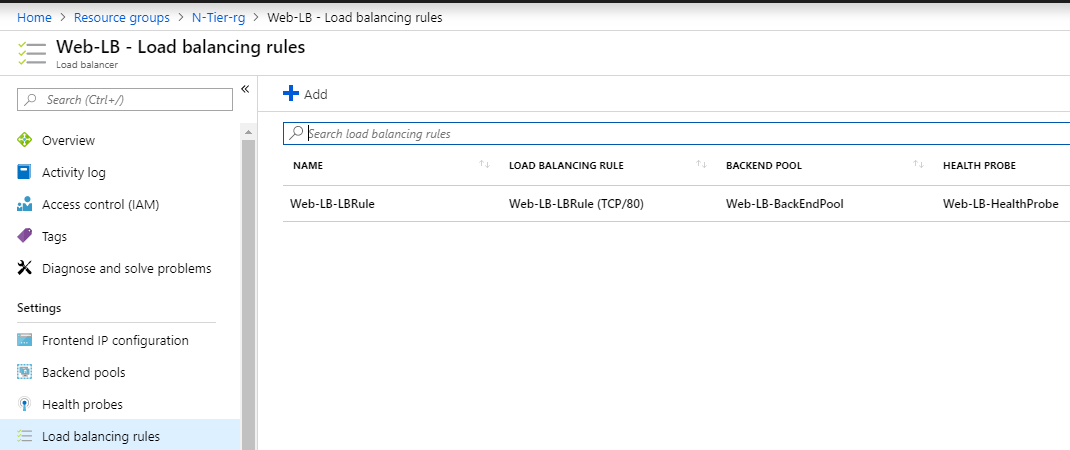 Home > Resource groups > N-Tier-rg > Web-LB - Load balancing rules
Web-LB - Load balancing rules
Load balancer
Search (Ctrl+/)
«
Overview
Activity log
Access control (IAM)
Tags
Diagnose and solve problems
Settings
Frontend IP configuration
Backend pools
Health probes
Load balancing rules
Add
Search load balancing rules
NAME LOAD BALANCING RULE BACKEND POOL HEALTH PROBE
Web-LB-LBRule Web-LB-LBRule (TCP/80) Web-LB-BackEndPool Web-LB-HealthProbe